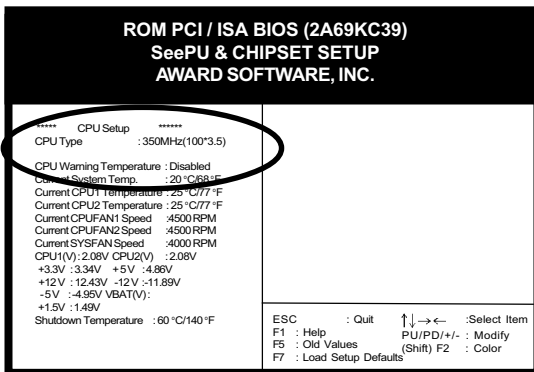 ROM PCI / ISA BIOS (2A69KC39)
SeePU & CHIPSET SETUP
AWARD SOFTWARE, INC.
***** CPU Setup ******
CPU Type : 350MHz(100*3.5)
CPU Warning Temperature : Disabled
Current System Temp. : 20 °C/68 °F
Current CPU1 Temperature : 25 °C/77 °F
Current CPU2 Temperature : 25 °C/77 °F
Current CPUFAN1 Speed :4500 RPM
Current CPUFAN2 Speed :4500 RPM
Current SYSFAN Speed :4000 RPM
CPU1(V) : 2.08V CPU2(V) : 2.08V
+3.3V : 3.34V +5 V : 4.86V
+12 V : 12.43V -12 V :-11.89V
-5 V :-4.95V VBAT(V) :
+1.5V : 1.49V
Shutdown Temperature : 60 °C/140 °F
ESC : Quit ↑↓→← :Select Item
F1 : Help PU/PD/+/- : Modify
F5 : Old Values (Shift) F2 : Color
F7 : Load Setup Defaults